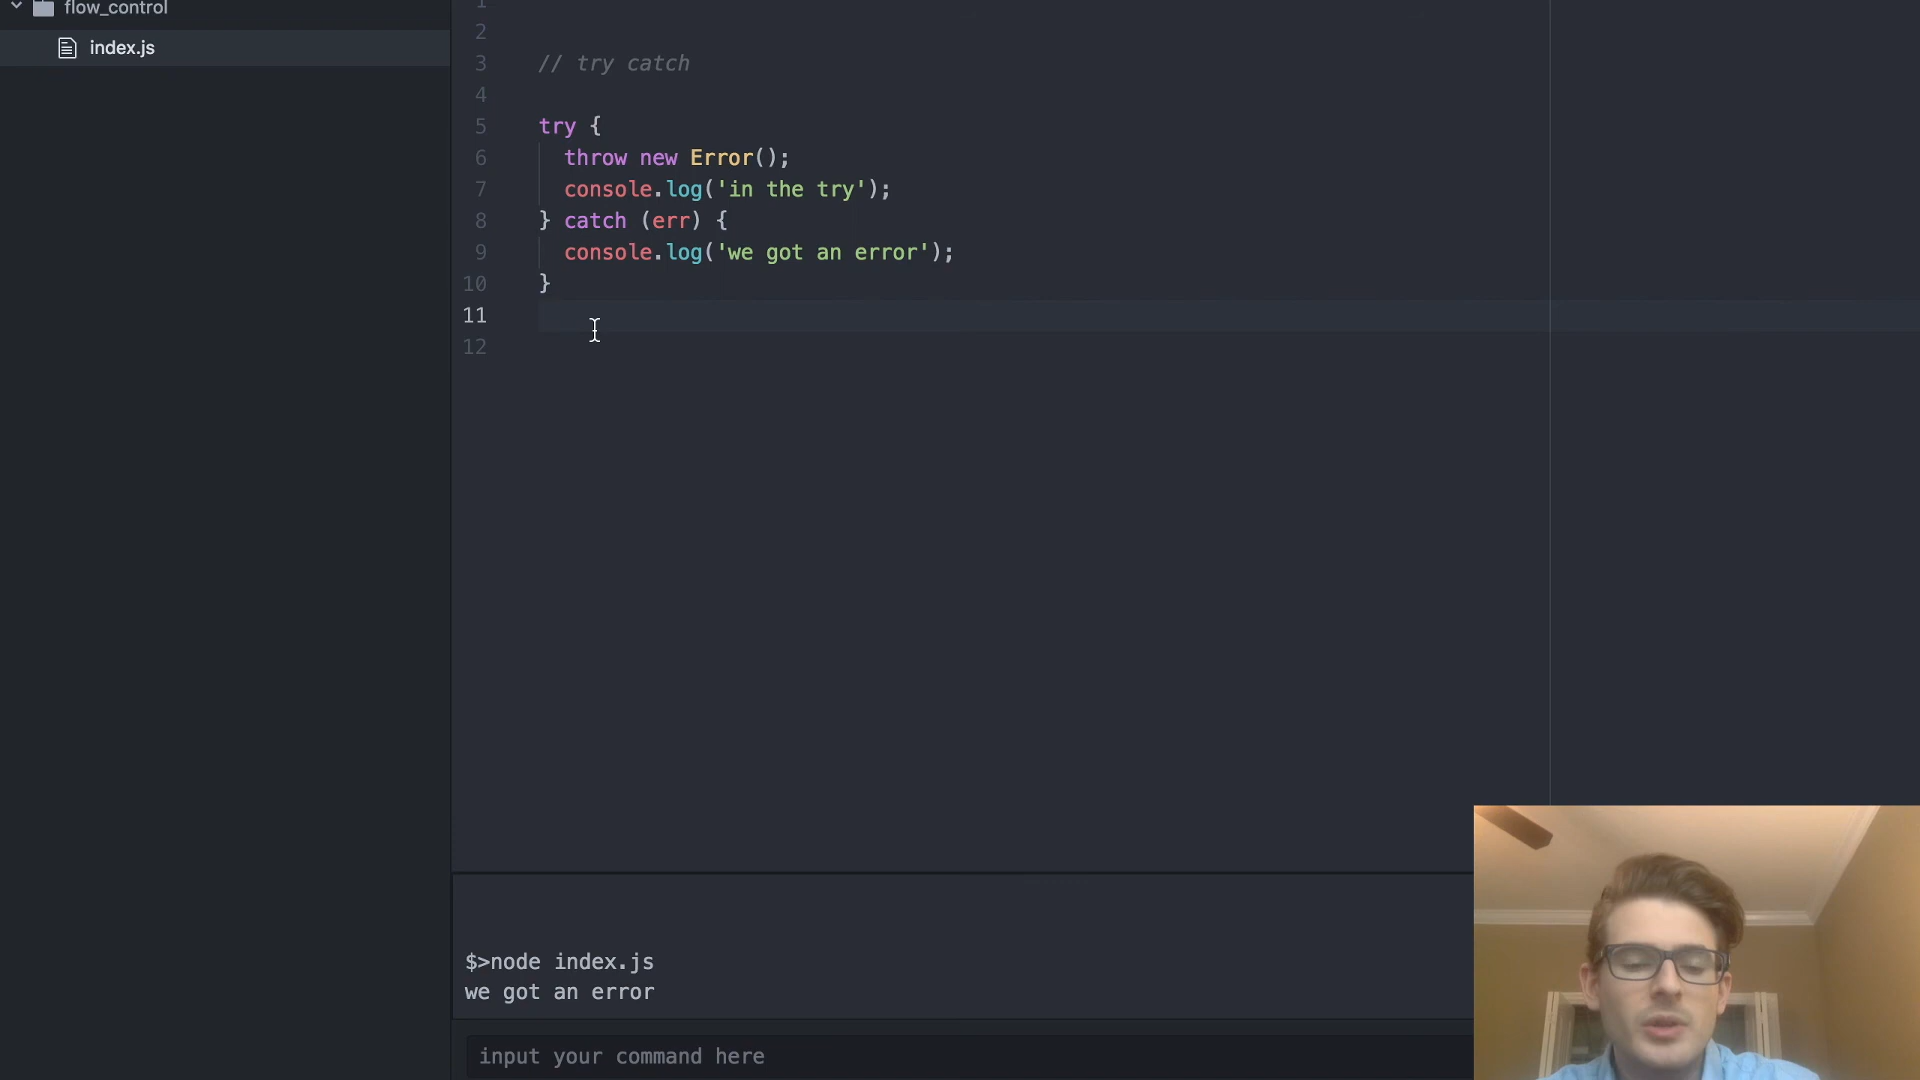 flow_control
index.js
1
2
3 // try catch
4
5 try {
6 throw new Error();
7 console.log('in the try');
8 } catch (err) {
9 console.log('we got an error');
10 }
11
12
$>node index.js
we got an error
input your command here